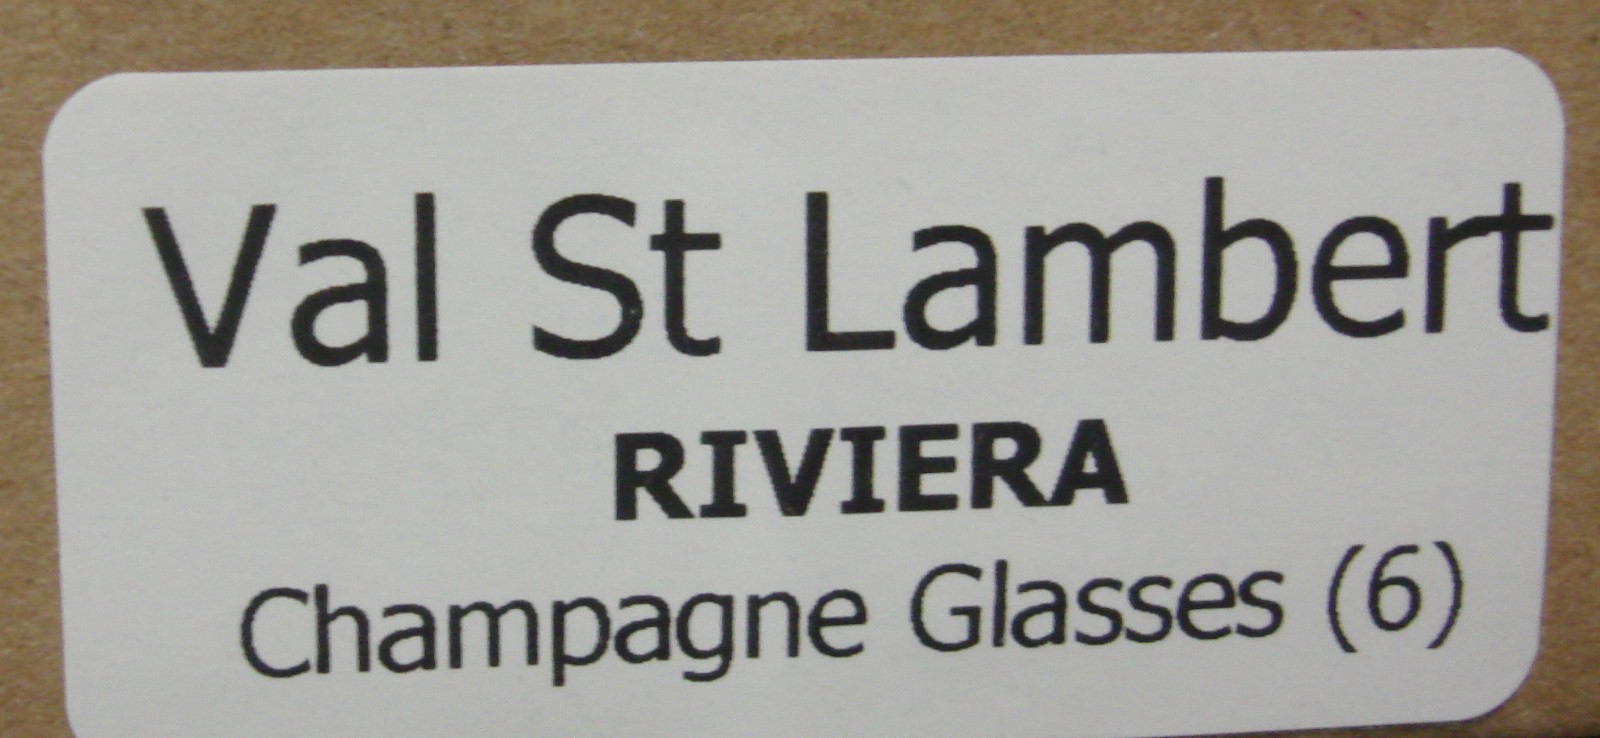 Val St Lambert
RIVIERA
Champagne Glasses (6)